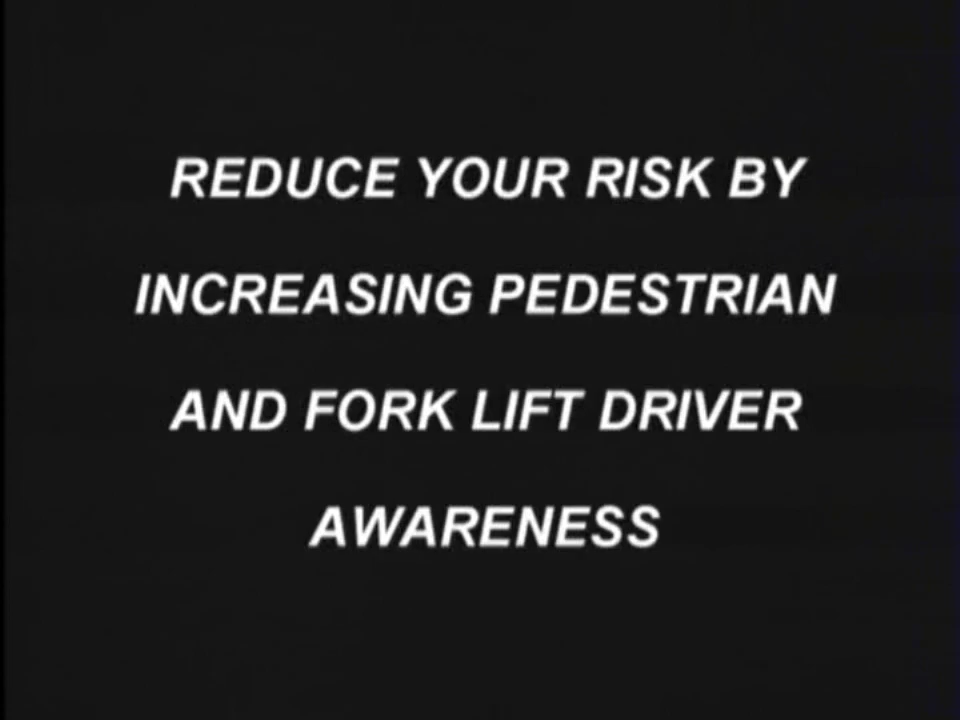 REDUCE YOUR RISK BY
INCREASING PEDESTRIAN
AND FORK LIFT DRIVER
AWARENESS